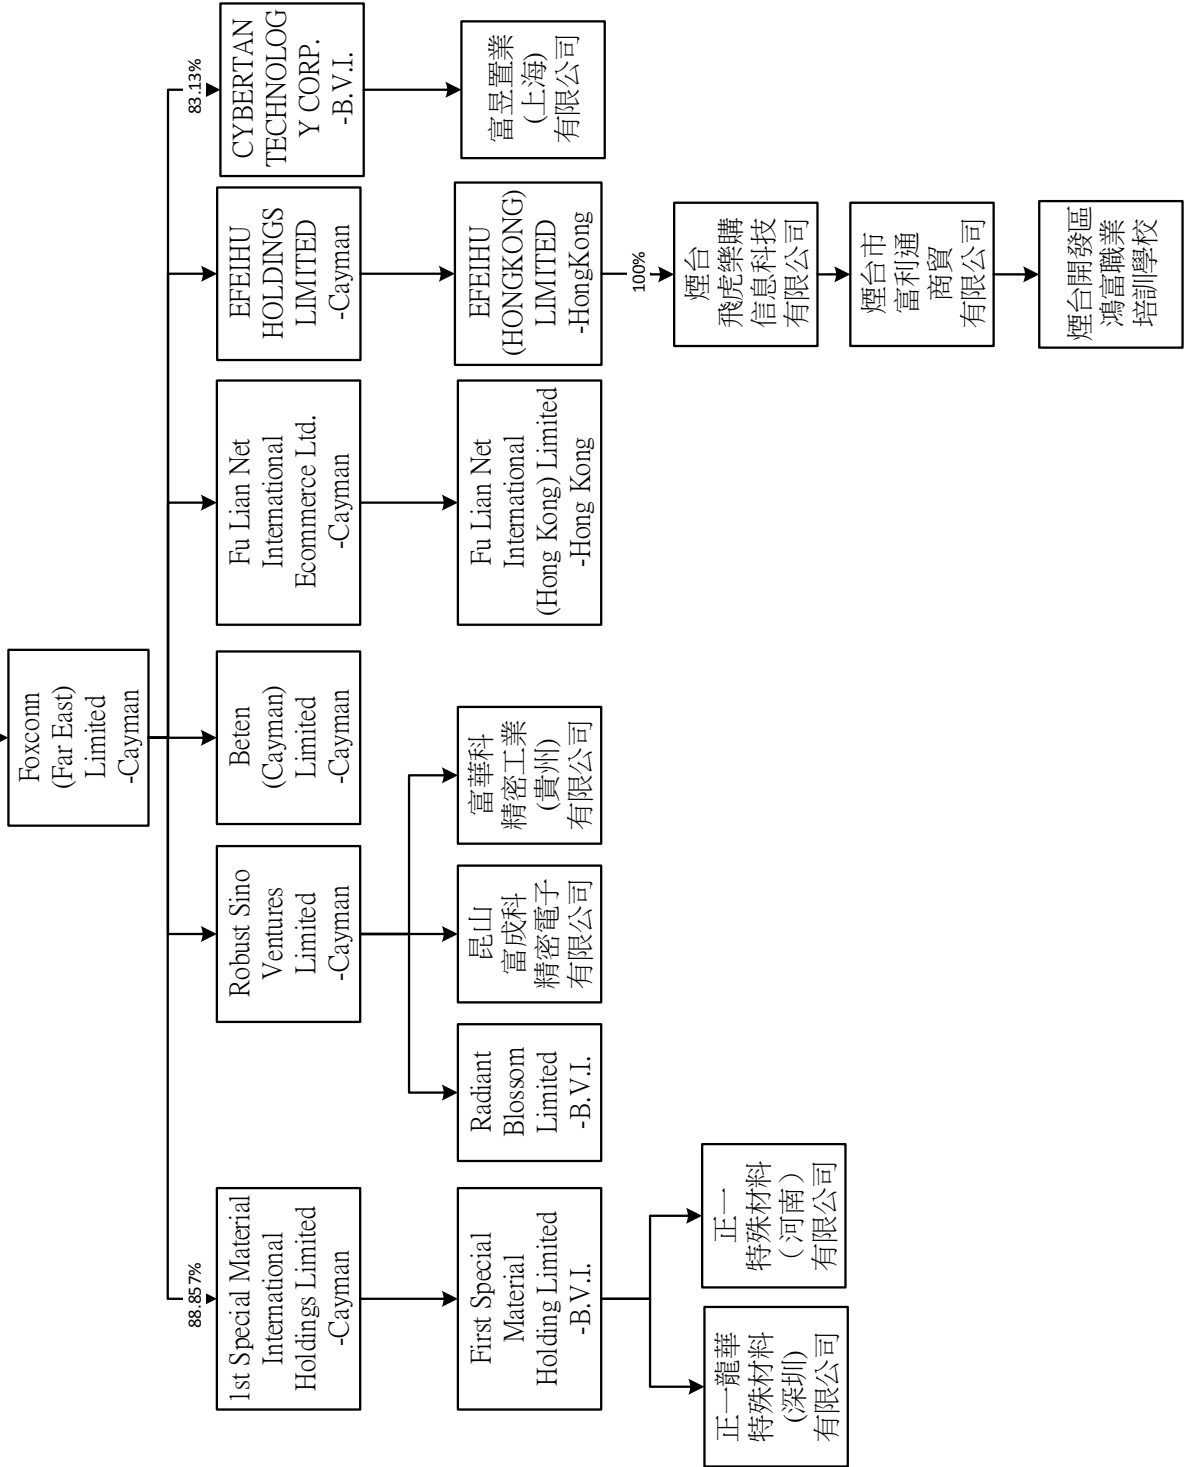 Foxconn
(Far East)
Limited
-Cayman
88.857%
1st Special Material
International
Holdings Limited
-Cayman
Robust Sino
Ventures
Limited
-Cayman
Beten
(Cayman)
Limited
-Cayman
Fu Lian Net
International
Ecommerce Ltd.
-Cayman
EFEIHU
HOLDINGS
LIMITED
-Cayman
83.13%
CYBERTAN
TECHNOLOG
Y CORP.
-B.V.I.
First Special
Material
Holding Limited
-B.V.I.
Radiant
Blossom
Limited
-B.V.I.
昆山
富成科
精密電子
有限公司
富華科
精密工業
(貴州)
有限公司
Fu Lian Net
International
(Hong Kong) Limited
-Hong Kong
EFEIHU
(HONGKONG)
LIMITED
-HongKong
富昱置業
(上海)
有限公司
正一龍華
特殊材料
(深圳)
有限公司
正一
特殊材料
（河南）
有限公司
100%
煙台
飛虎樂購
信息科技
有限公司
煙台市
富利通
商貿
有限公司
煙台開發區
鴻富職業
培訓學校